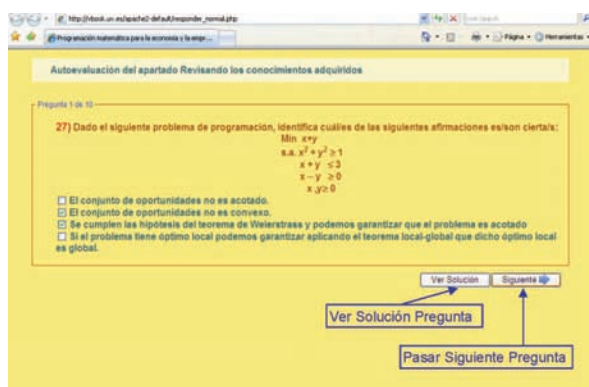 http://vbook.uv.es/apache2-default/responder_normal.php
Programación matemática para la economía y la empr...
Página
Herramientas
Autoevaluación del apartado Revisando los conocimientos adquiridos
Pregunta 1 de 10
27) Dado el siguiente problema de programación, identifica cuál/es de las siguientes afirmaciones es/son cierta/s:
Min x+y
s.a. x² + y² ≥ 1
x + y ≤ 3
x – y ≥ 0
x ,y≥ 0
El conjunto de oportunidades no es acotado.
El conjunto de oportunidades no es convexo.
Se cumplen las hipótesis del teorema de Weierstrass y podemos garantizar que el problema es acotado
Si el problema tiene óptimo local podemos garantizar aplicando el teorema local-global que dicho óptimo local
es global.
Ver Solución
Siguiente
Ver Solución Pregunta
Pasar Siguiente Pregunta